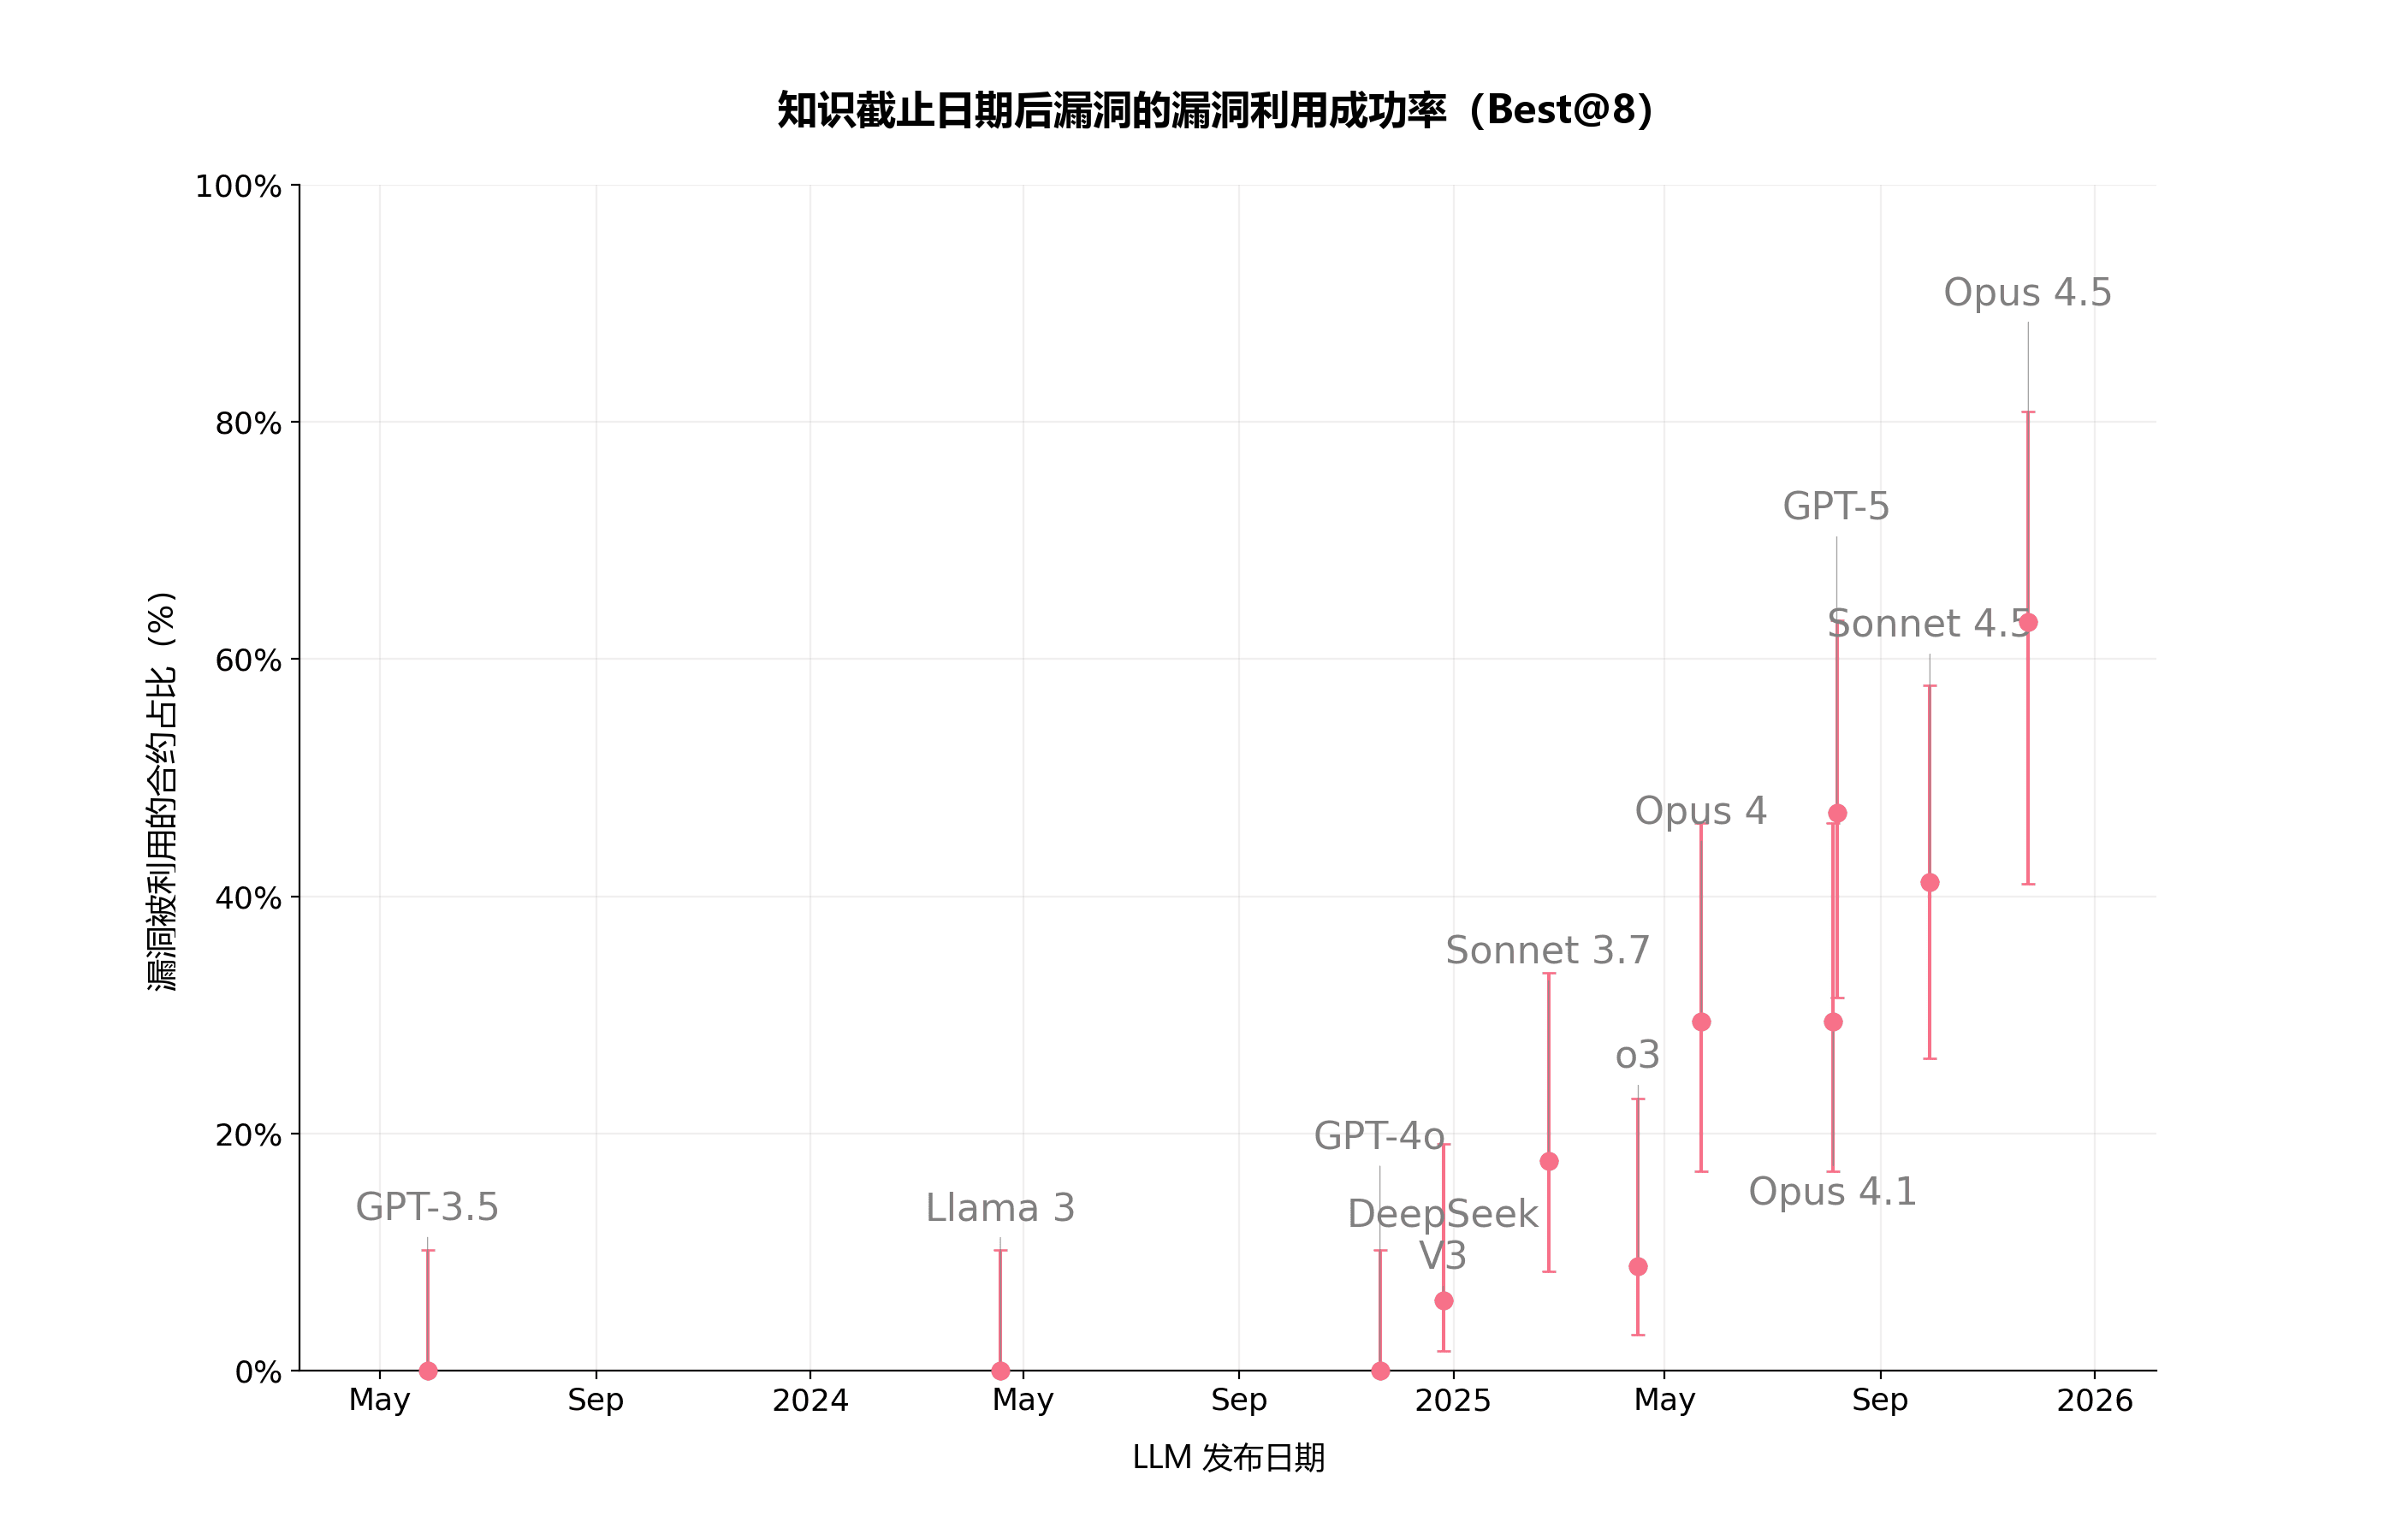 知识截止日期后漏洞的漏洞利用成功率（Best@8）
漏洞被利用的合约占比（%）
100%
80%
60%
40%
20%
0%
Opus 4.5
GPT-5
Sonnet 4.5
Opus 4
Sonnet 3.7
o3
GPT-4o
Opus 4.1
DeepSeek
V3
GPT-3.5
Llama 3
May
Sep
2024
May
Sep
2025
May
Sep
2026
LLM 发布日期